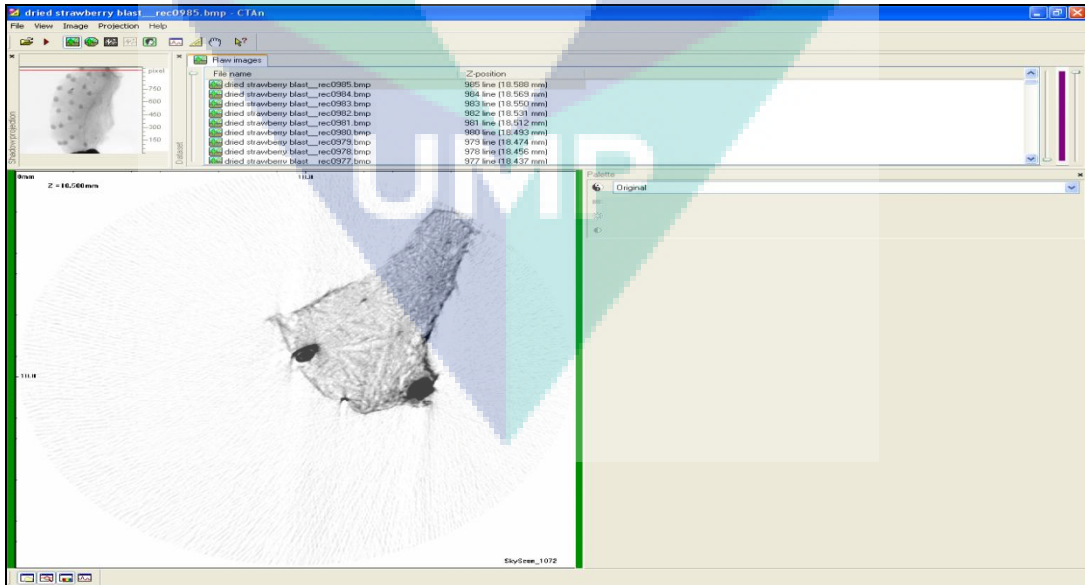 dried strawberry blast__rec0985.bmp - CTAn
File View Image Projection Help
Raw images
File name Z-position
dried strawberry blast__rec0985.bmp 985 line (18.588 mm)
dried strawberry blast__rec0984.bmp 984 line (18.569 mm)
dried strawberry blast__rec0983.bmp 983 line (18.550 mm)
dried strawberry blast__rec0982.bmp 982 line (18.531 mm)
dried strawberry blast__rec0981.bmp 981 line (18.512 mm)
dried strawberry blast__rec0980.bmp 980 line (18.493 mm)
dried strawberry blast__rec0979.bmp 979 line (18.474 mm)
dried strawberry blast__rec0978.bmp 978 line (18.456 mm)
dried strawberry blast__rec0977.bmp 977 line (18.437 mm)
Shadow projection
pixel
750
600
450
300
150
Dataset
UMP
Palette
Original
0mm